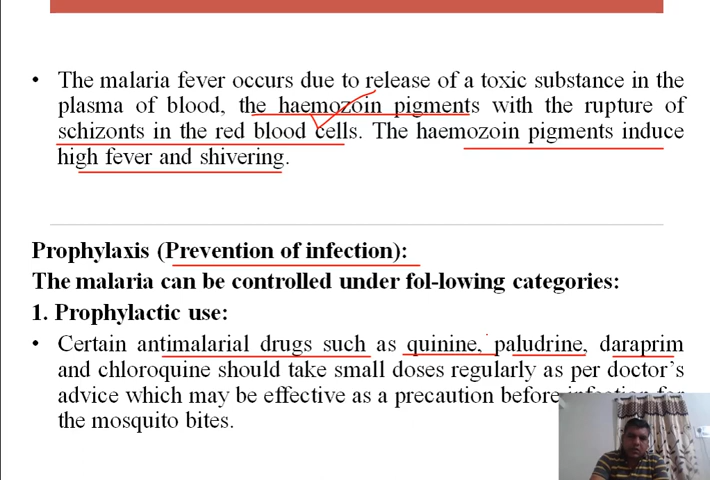 • The malaria fever occurs due to release of a toxic substance in the
plasma of blood, the haemozoin pigments with the rupture of
schizonts in the red blood cells. The haemozoin pigments induce
high fever and shivering.
Prophylaxis (Prevention of infection):
The malaria can be controlled under fol-lowing categories:
1. Prophylactic use:
• Certain antimalarial drugs such as quinine, paludrine, daraprim
and chloroquine should take small doses regularly as per doctor's
advice which may be effective as a precaution before infection for
the mosquito bites.